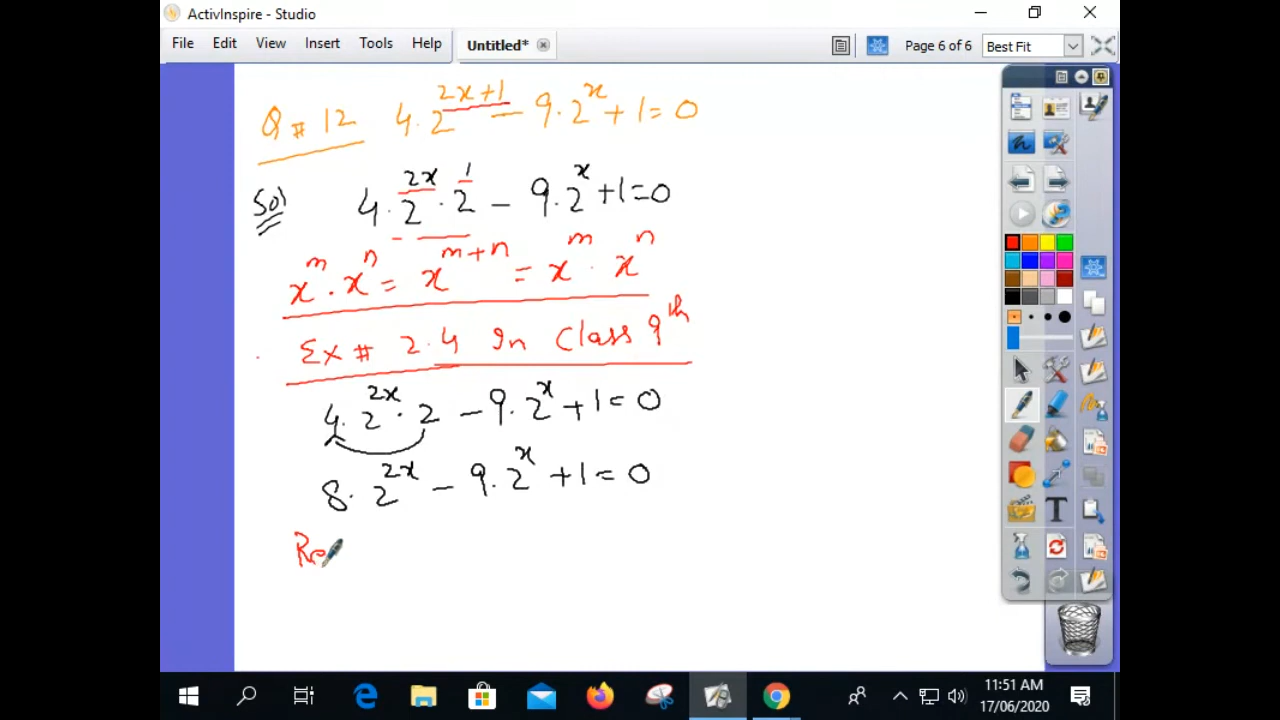 ActivInspire - Studio
File Edit View Insert Tools Help Untitled* Page 6 of 6 Best Fit
Q # 12 4.2^{2x+1} - 9.2^x + 1 = 0
Sol 4.2^{2x} . 2^1 - 9.2^x + 1 = 0
x^m . x^n = x^{m+n} = x^m . x^n
Ex # 2.4 In Class 9th
4.2^{2x} . 2 - 9.2^x + 1 = 0
8.2^{2x} - 9.2^x + 1 = 0
11:51 AM
17/06/2020